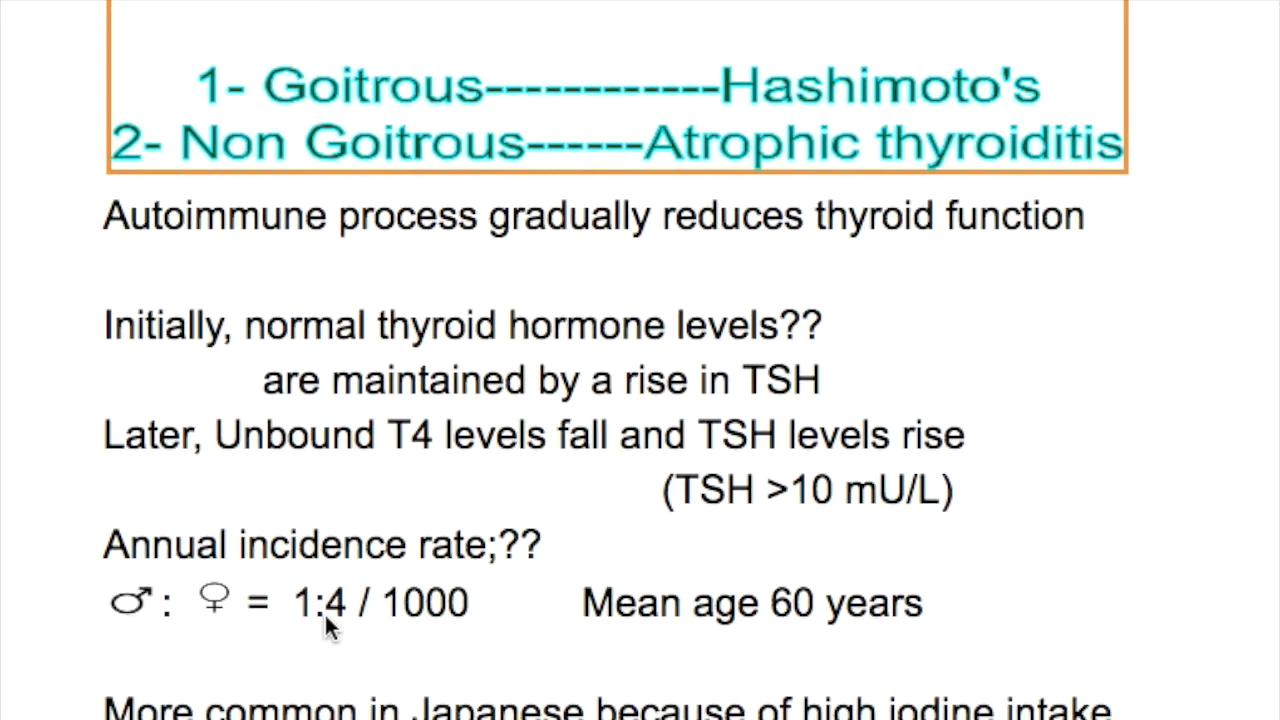 1- Goitrous------------Hashimoto's
2- Non Goitrous------Atrophic thyroiditis
Autoimmune process gradually reduces thyroid function
Initially, normal thyroid hormone levels??
are maintained by a rise in TSH
Later, Unbound T4 levels fall and TSH levels rise
(TSH >10 mU/L)
Annual incidence rate;??
♂ : ♀ = 1:4 / 1000 Mean age 60 years
More common in Japanese because of high iodine intake